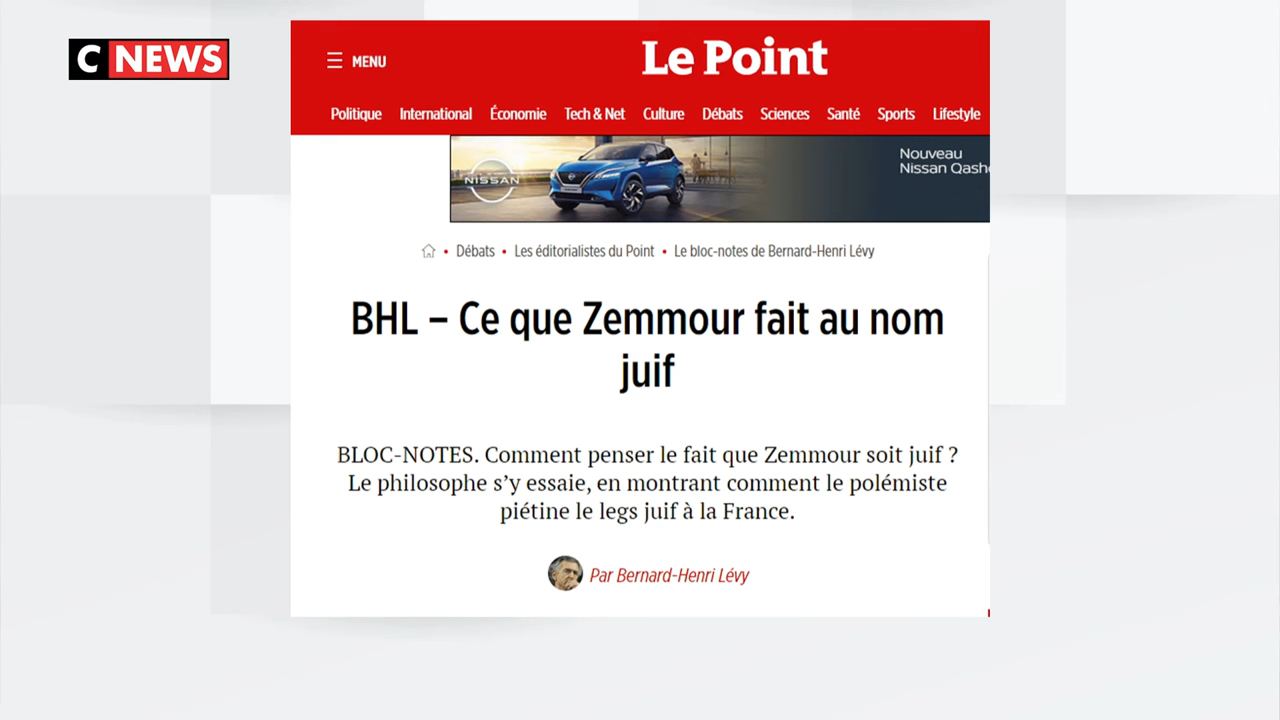 CNEWS
MENU
Le Point
Politique International Économie Tech & Net Culture Débats Sciences Santé Sports Lifestyle
NISSAN
Nouveau
Nissan Qash
Débats • Les éditorialistes du Point • Le bloc-notes de Bernard-Henri Lévy
BHL – Ce que Zemmour fait au nom
juif
BLOC-NOTES. Comment penser le fait que Zemmour soit juif ?
Le philosophe s’y essaie, en montrant comment le polémiste
piétine le legs juif à la France.
Par Bernard-Henri Lévy